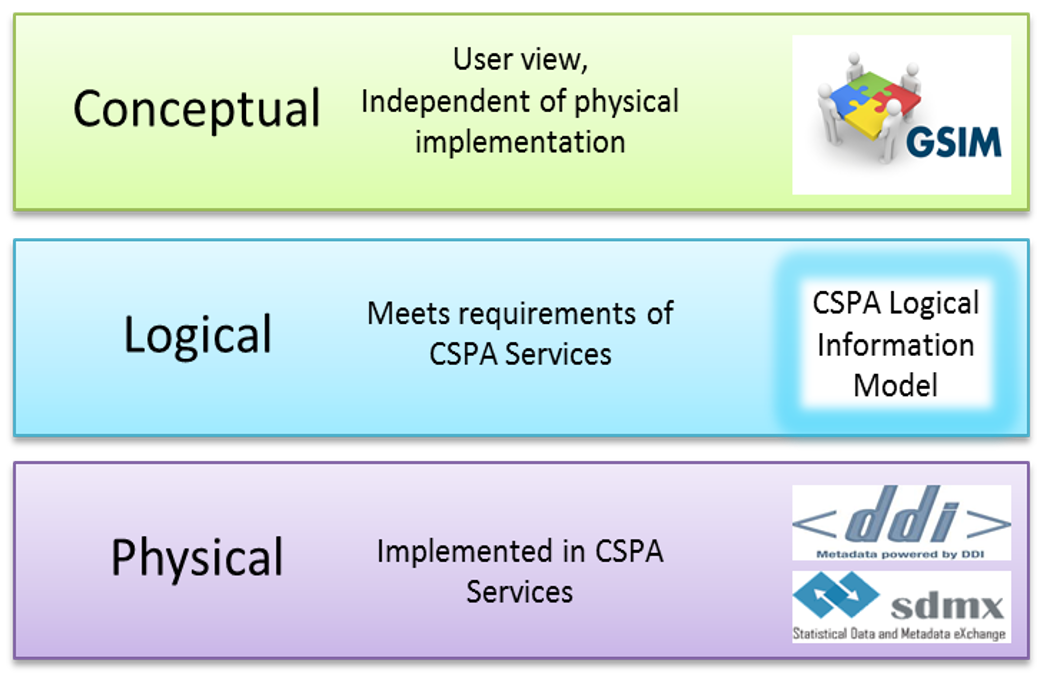 Conceptual
User view,
Independent of physical
implementation
GSIM
Logical
Meets requirements of
CSPA Services
CSPA Logical
Information
Model
Physical
Implemented in CSPA
Services
<ddi>
Metadata powered by DDI
sdmx
Statistical Data and Metadata eXchange